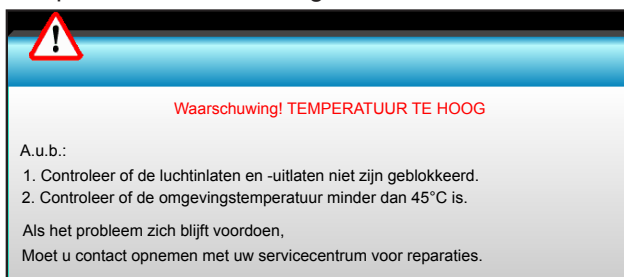 Waarschuwing! TEMPERATUUR TE HOOG
A.u.b.:
1. Controleer of de luchtinlaten en -uitlaten niet zijn geblokkeerd.
2. Controleer of de omgevingstemperatuur minder dan 45°C is.
Als het probleem zich blijft voordoen,
Moet u contact opnemen met uw servicecentrum voor reparaties.